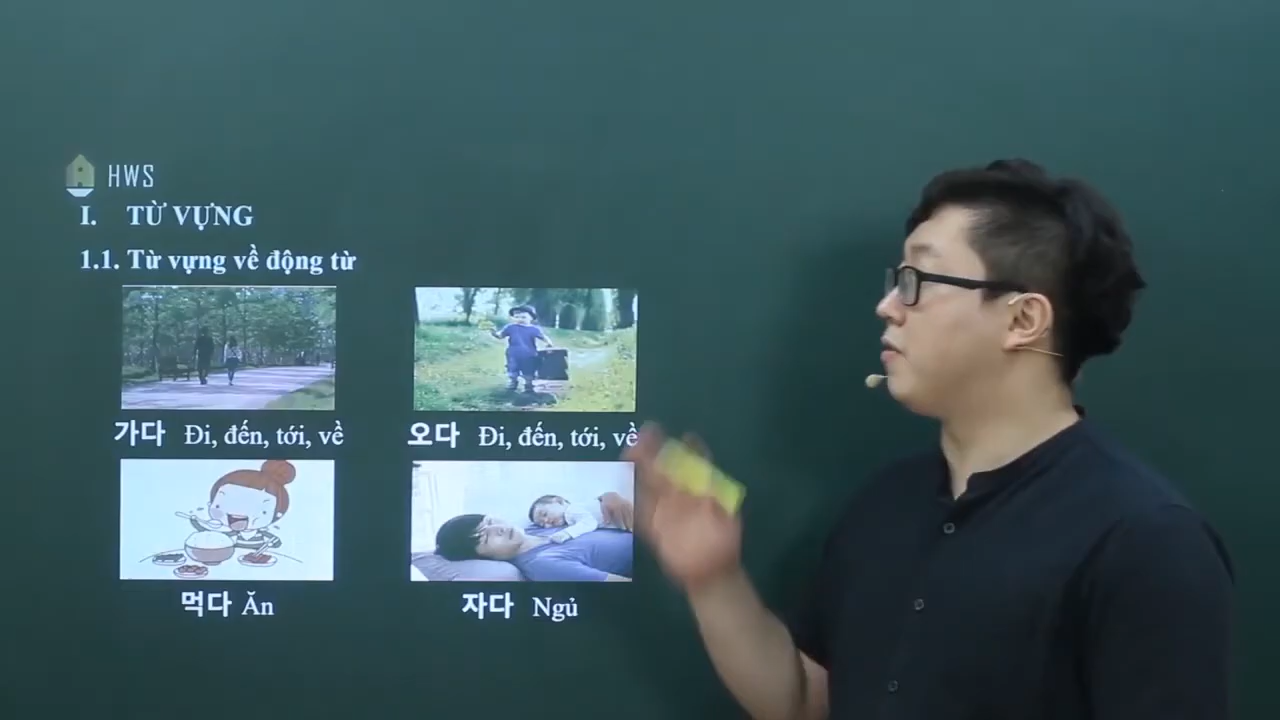 HWS
I. TỪ VỰNG
1.1. Từ vựng về động từ
가다 Đi, đến, tới, về
오다 Đi, đến, tới, về
먹다 Ăn
자다 Ngủ